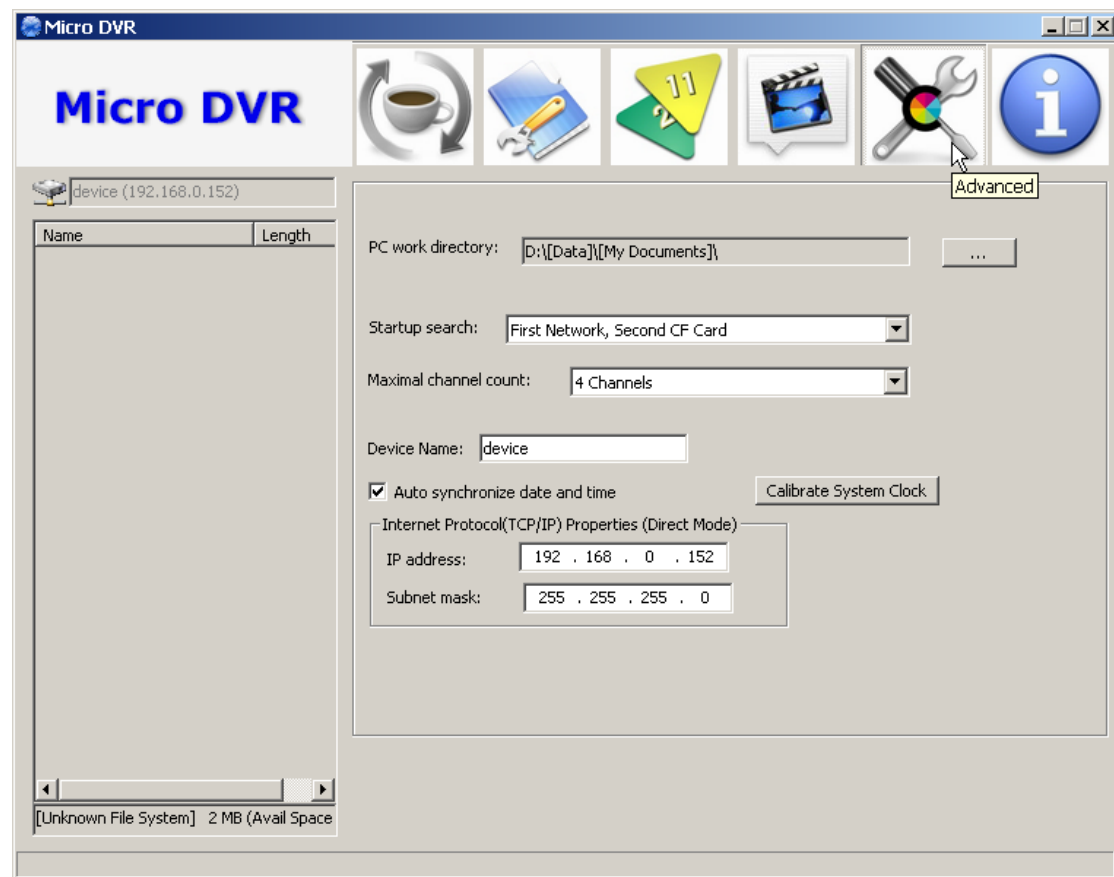 Micro DVR
Micro DVR
11
2
i
Advanced
device (192.168.0.152)
Name Length
PC work directory: D:\[Data]\[My Documents]\ ...
Startup search: First Network, Second CF Card
Maximal channel count: 4 Channels
Device Name: device
Auto synchronize date and time Calibrate System Clock
Internet Protocol(TCP/IP) Properties (Direct Mode)
IP address: 192 . 168 . 0 . 152
Subnet mask: 255 . 255 . 255 . 0
[Unknown File System] 2 MB (Avail Space